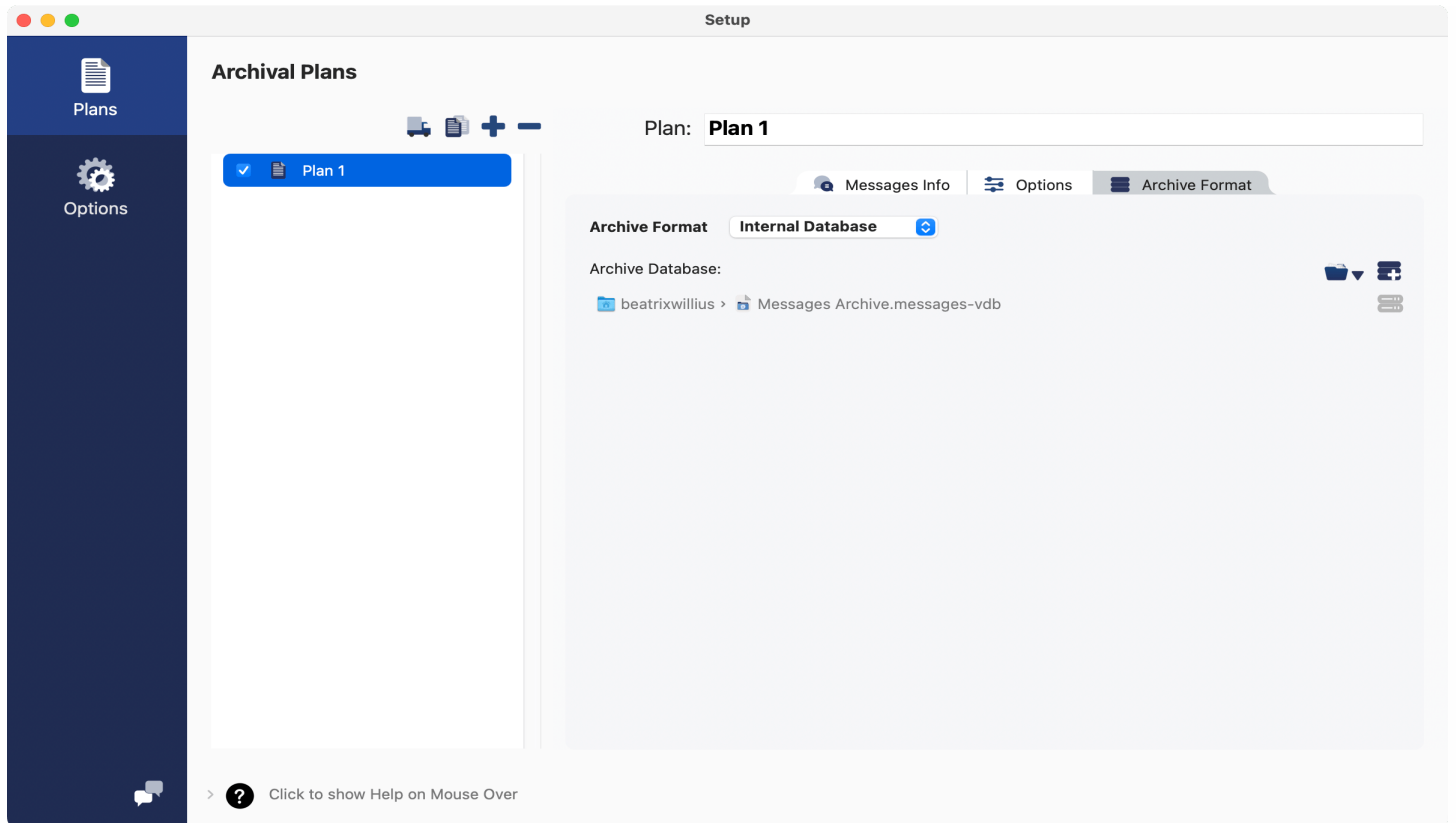 Setup
Plans
Options
Archival Plans
Plan 1
Plan: Plan 1
Messages Info Options Archive Format
Archive Format Internal Database
Archive Database:
beatrixwillius › Messages Archive.messages-vdb
? Click to show Help on Mouse Over